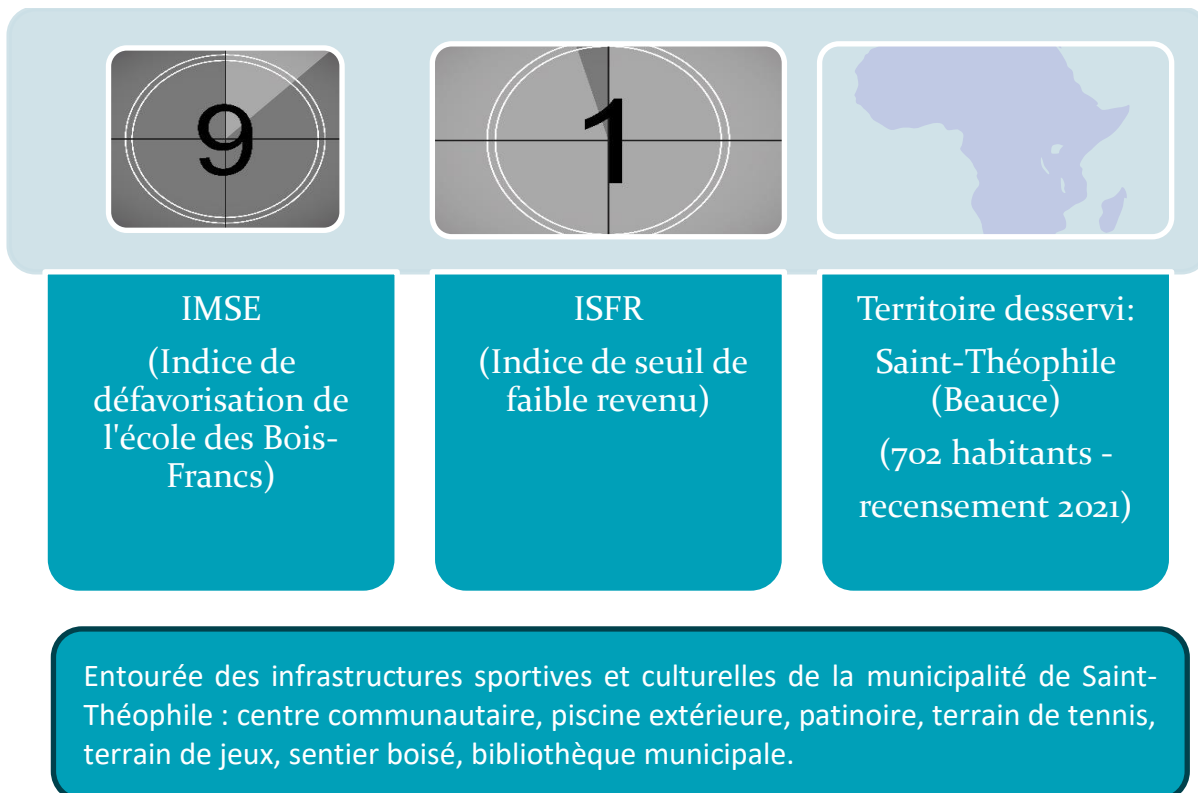 9
1
IMSE
(Indice de
défavorisation de
l'école des Bois-
Francs)
ISFR
(Indice de seuil de
faible revenu)
Territoire desservi:
Saint-Théophile
(Beauce)
(702 habitants -
recensement 2021)
Entourée des infrastructures sportives et culturelles de la municipalité de Saint-
Théophile : centre communautaire, piscine extérieure, patinoire, terrain de tennis,
terrain de jeux, sentier boisé, bibliothèque municipale.